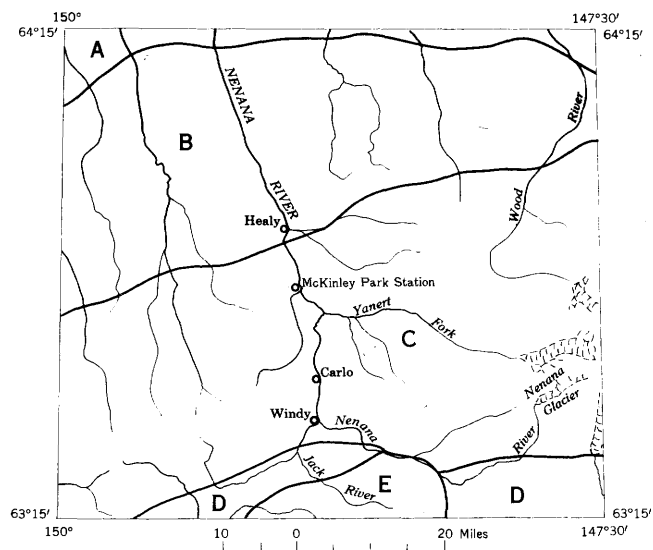 150°
147°30'
64°15'
64°15'
A
NENANA
RIVER
B
River
Wood
Healy
McKinley Park Station
Yanert
Fork
C
Carlo
Nenana
Glacier
Windy
Nenana
River
Jack
River
D
E
D
63°15'
63°15'
150°
147°30'
10 0 20 Miles